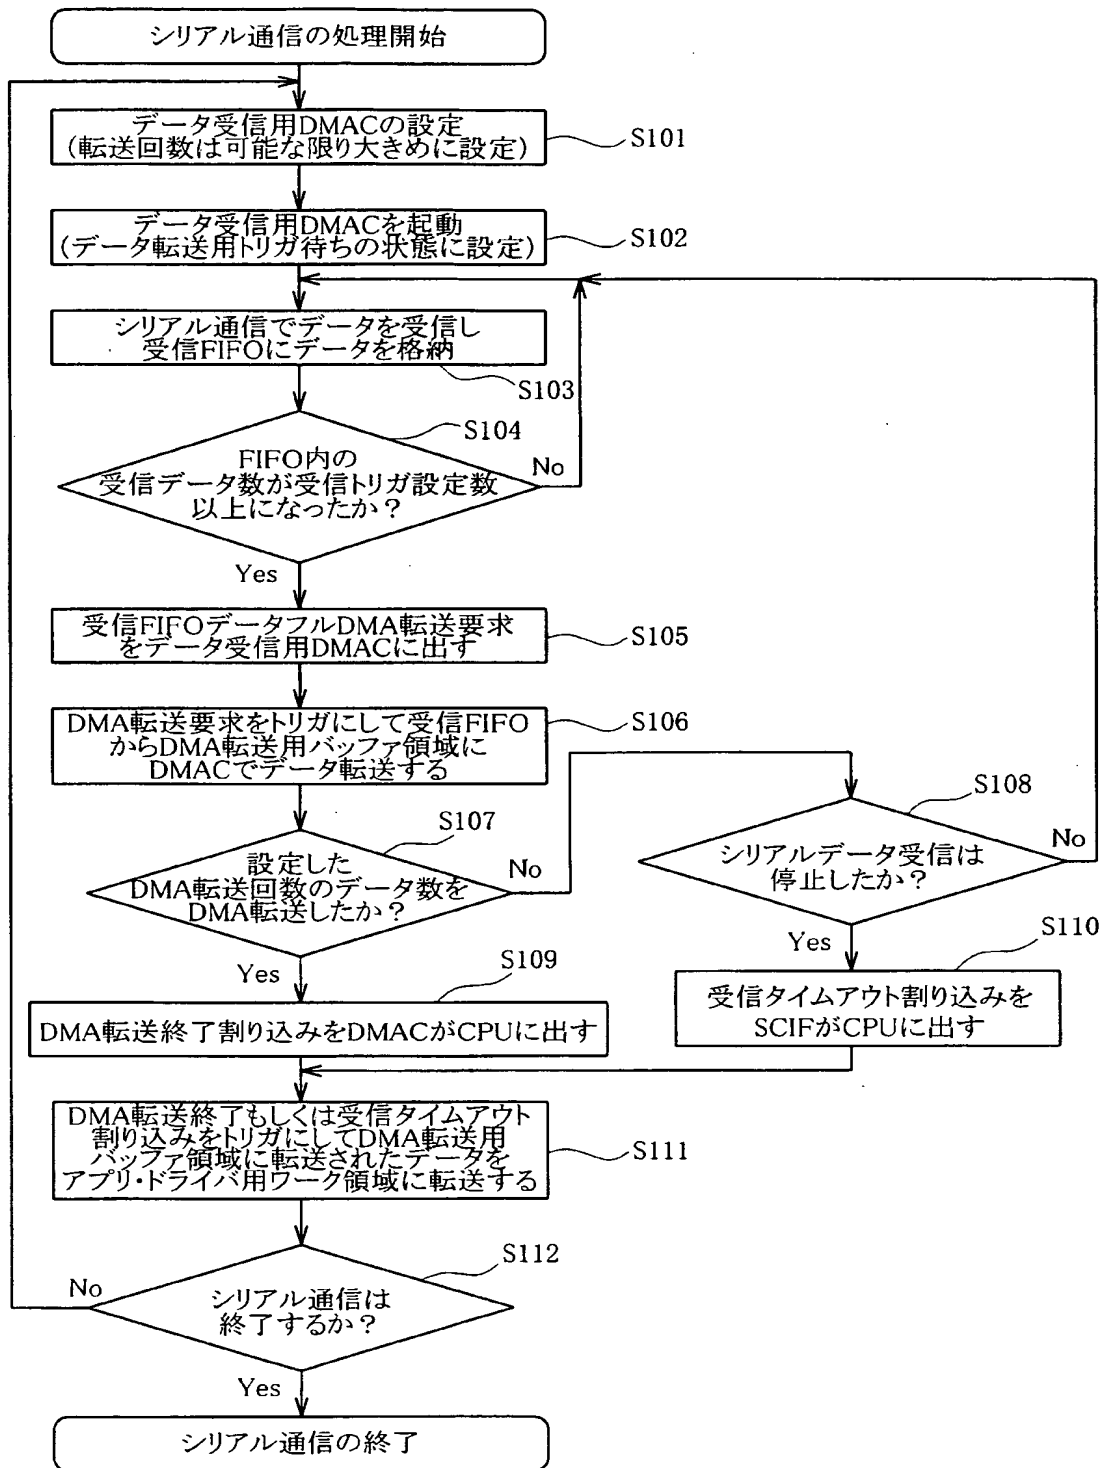 シリアル通信の処理開始
データ受信用DMACの設定
(転送回数は可能な限り大きめに設定)
S101
データ受信用DMACを起動
(データ転送用トリガ待ちの状態に設定)
S102
シリアル通信でデータを受信し
受信FIFOにデータを格納
S103
S104
FIFO内の
受信データ数が受信トリガ設定数
以上になったか?
No
Yes
受信FIFOデータフルDMA転送要求
をデータ受信用DMACに出す
S105
DMA転送要求をトリガにして受信FIFO
からDMA転送用バッファ領域に
DMACでデータ転送する
S106
S107
設定した
DMA転送回数のデータ数を
DMA転送したか?
No
Yes
S108
シリアルデータ受信は
停止したか?
No
Yes
S109
DMA転送終了割り込みをDMACがCPUに出す
S110
受信タイムアウト割り込みを
SCIFがCPUに出す
DMA転送終了もしくは受信タイムアウト
割り込みをトリガにしてDMA転送用
バッファ領域に転送されたデータを
アプリ・ドライバ用ワーク領域に転送する
S111
S112
シリアル通信は
終了するか?
No
Yes
シリアル通信の終了